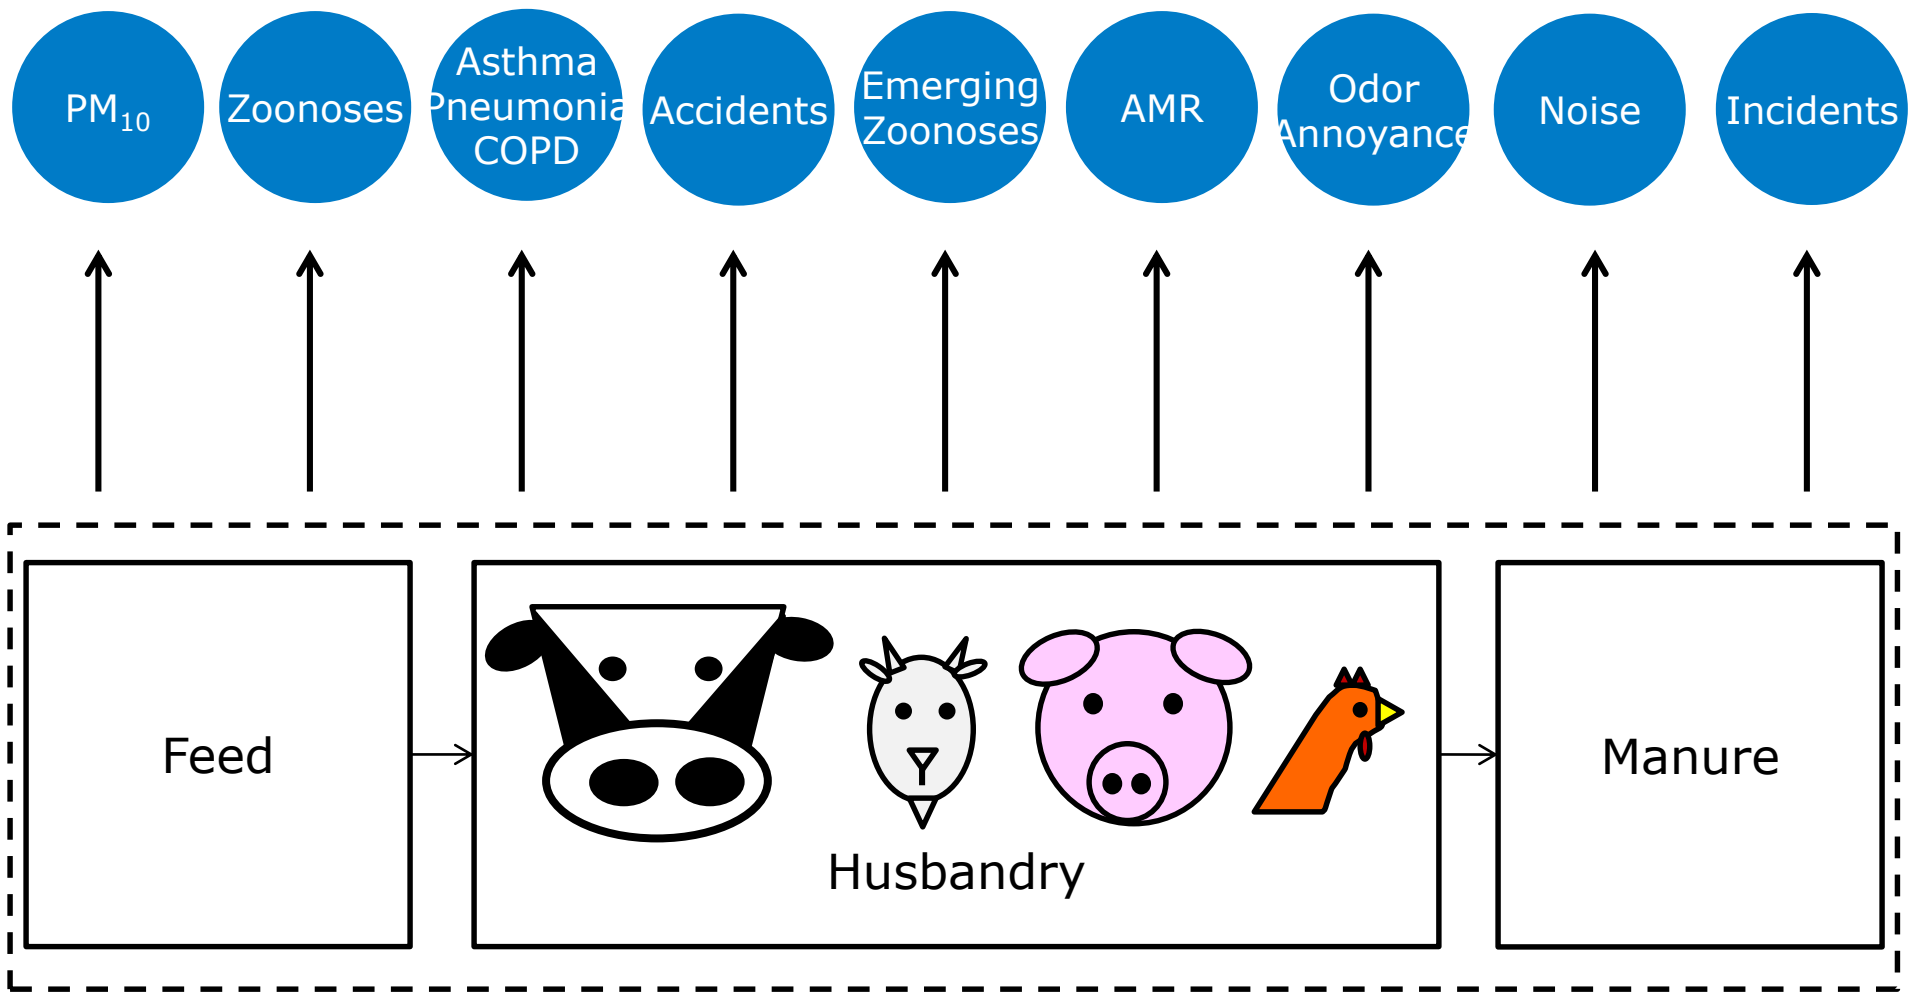 PM₁₀
Zoonoses
Asthma
Pneumonia
COPD
Accidents
Emerging
Zoonoses
AMR
Odor
Annoyance
Noise
Incidents
Feed
Husbandry
Manure